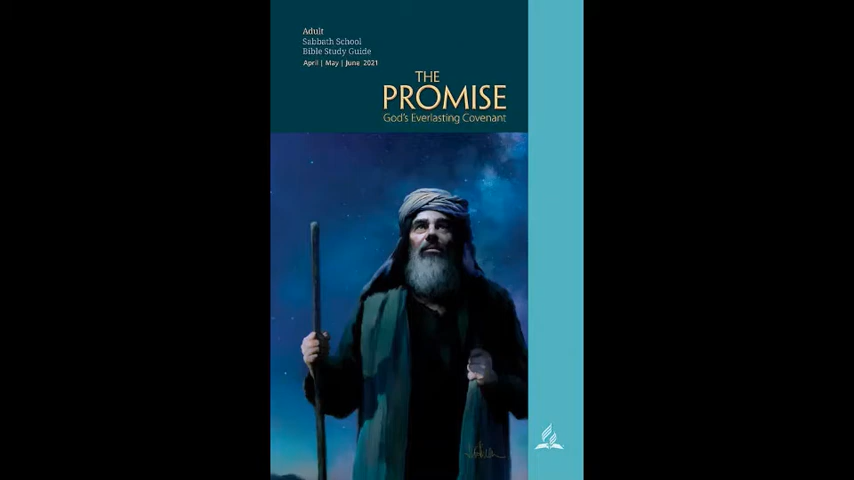 Adult
Sabbath School
Bible Study Guide
April | May | June 2021
THE
PROMISE
God's Everlasting Covenant